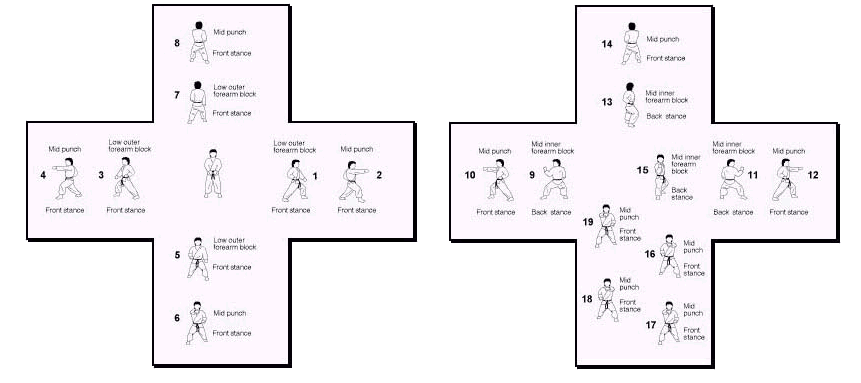 8
Mid punch
Front stance
7
Low outer
forearm block
Front stance
Mid punch
4
Front stance
Low outer
forearm block
3
Front stance
Low outer
forearm block
1
Front stance
Mid punch
2
Front stance
5
Low outer
forearm block
Front stance
6
Mid punch
Front stance
14
Mid punch
Front stance
13
Mid inner
forearm block
Back stance
Mid punch
10
Front stance
Mid inner
forearm block
9
Back stance
15
Mid inner
forearm
block
Back
stance
Mid inner
forearm block
11
Back stance
Mid punch
12
Front stance
19
Mid
punch
Front
stance
16
Mid
punch
Front
stance
18
Mid
punch
Front
stance
17
Mid
punch
Front
stance